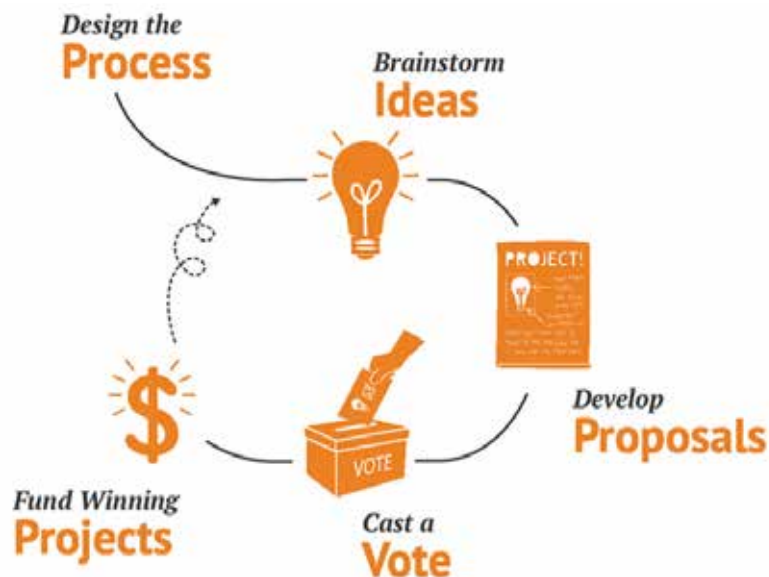 Design the
Process
Brainstorm
Ideas
PROJECT!
Develop
Proposals
VOTE
Cast a
Vote
Fund Winning
Projects